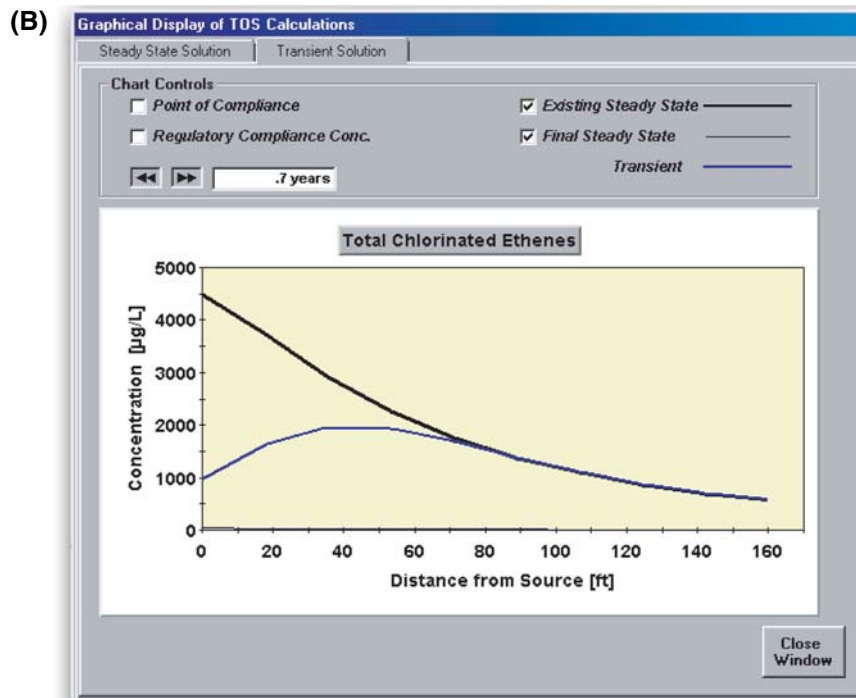 (B)
Graphical Display of TOS Calculations
Steady State Solution
Transient Solution
Chart Controls
Point of Compliance
Existing Steady State
Regulatory Compliance Conc.
Final Steady State
.7 years
Transient
Total Chlorinated Ethenes
5000
4000
3000
2000
1000
0
Concentration [µg/L]
0 20 40 60 80 100 120 140 160
Distance from Source [ft]
Close
Window